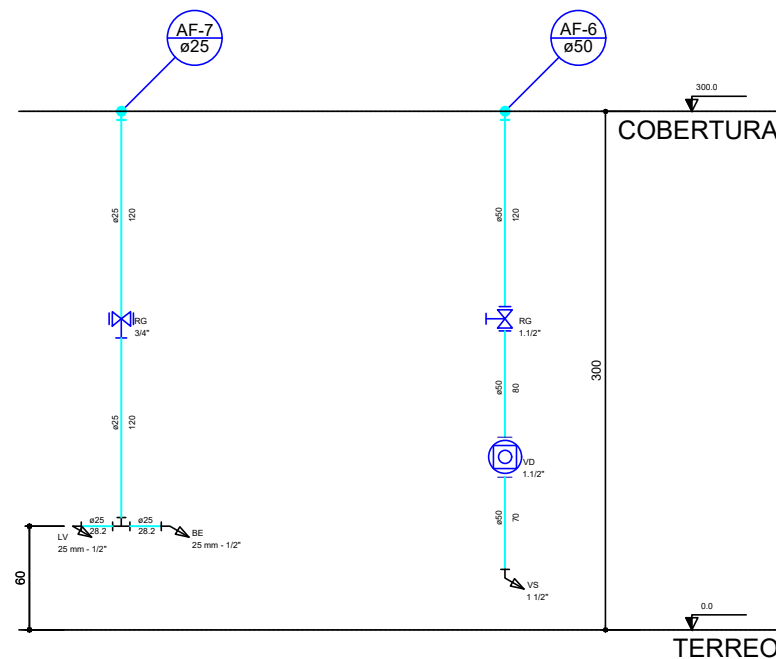 AF-7
ø25
AF-6
ø50
300.0
COBERTURA
ø25
120
ø50
120
RG
3/4"
RG
1.1/2"
300
ø25
120
ø50
80
VD
1.1/2"
ø50
70
ø25
28.2
ø25
28.2
LV
25 mm - 1/2"
BE
25 mm - 1/2"
60
VS
1 1/2"
0.0
TERREO